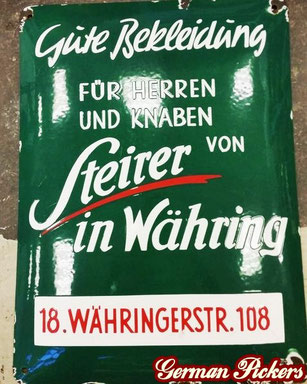 Gute Bekleidung
FÜR HERREN
UND KNABEN
Steirer VON
in Währing
18. WÄHRINGERSTR. 108
German Pickers